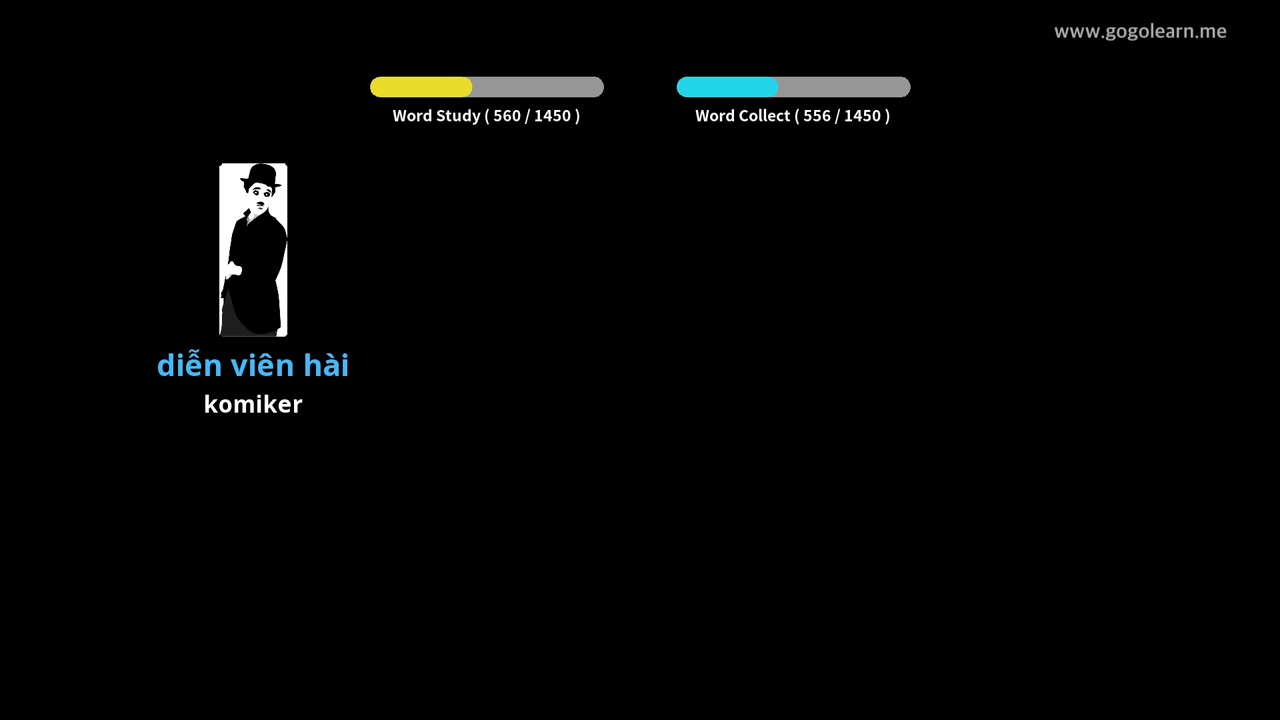 www.gogolearn.me
Word Study ( 560 / 1450 )
Word Collect ( 556 / 1450 )
diễn viên hài
komiker